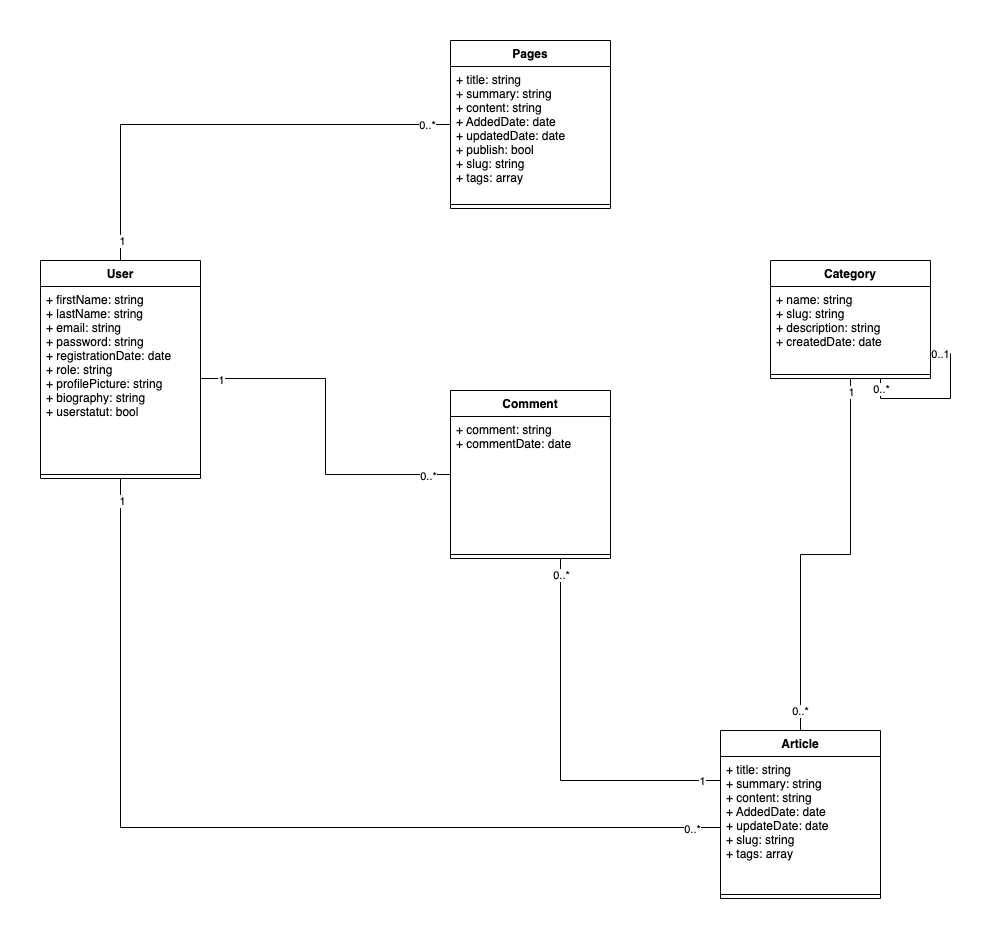 Pages
+ title: string
+ summary: string
+ content: string
+ AddedDate: date
+ updatedDate: date
+ publish: bool
+ slug: string
+ tags: array
0..*
1
User
+ firstName: string
+ lastName: string
+ email: string
+ password: string
+ registrationDate: date
+ role: string
+ profilePicture: string
+ biography: string
+ userstatut: bool
1
1
Category
+ name: string
+ slug: string
+ description: string
+ createdDate: date
0..1
0..*
1
Comment
+ comment: string
+ commentDate: date
0..*
0..*
0..*
Article
+ title: string
+ summary: string
+ content: string
+ AddedDate: date
+ updateDate: date
+ slug: string
+ tags: array
1
0..*